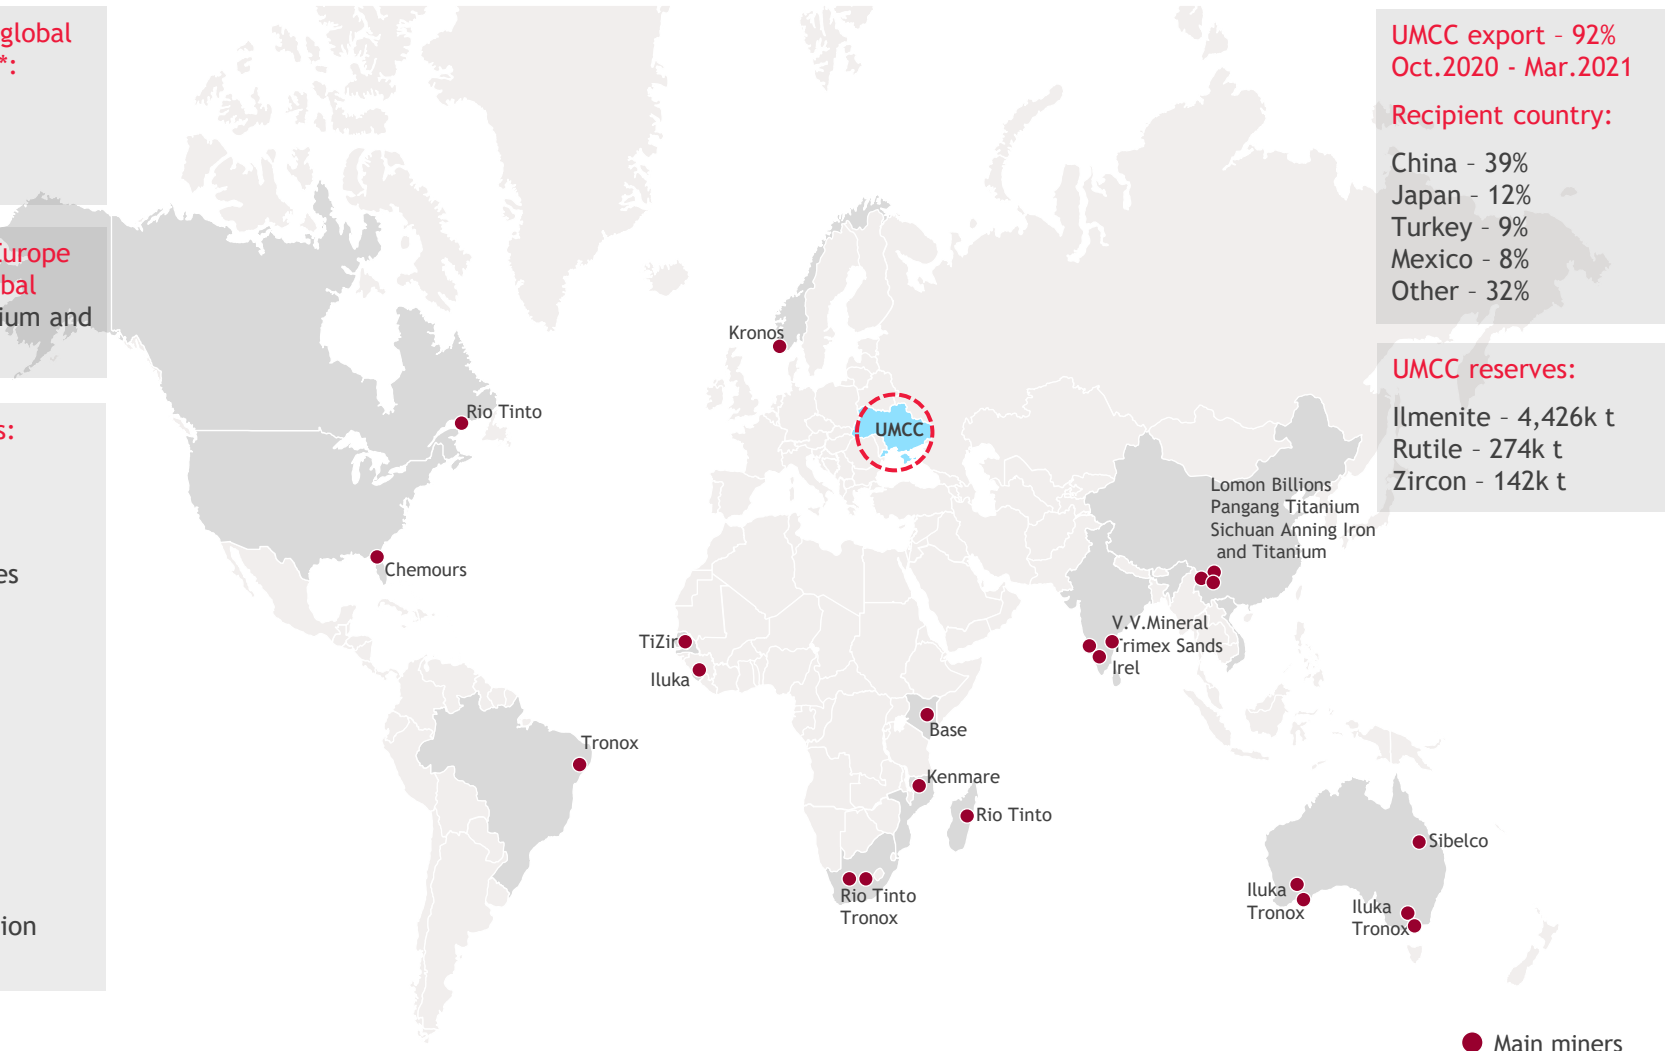 global
*:
Europe
bal
ium and
s:
es
ion
UMCC export – 92%
Oct.2020 - Mar.2021
Recipient country:
China – 39%
Japan – 12%
Turkey – 9%
Mexico – 8%
Other – 32%
UMCC reserves:
Ilmenite – 4,426k t
Rutile – 274k t
Zircon – 142k t
Kronos
Rio Tinto
UMCC
Lomon Billions
Pangang Titanium
Sichuan Anning Iron
and Titanium
Chemours
TiZir
Iluka
V.V.Mineral
Trimex Sands
Irel
Base
Tronox
Kenmare
Rio Tinto
Sibelco
Rio Tinto
Tronox
Iluka
Tronox
Iluka
Tronox
Main miners